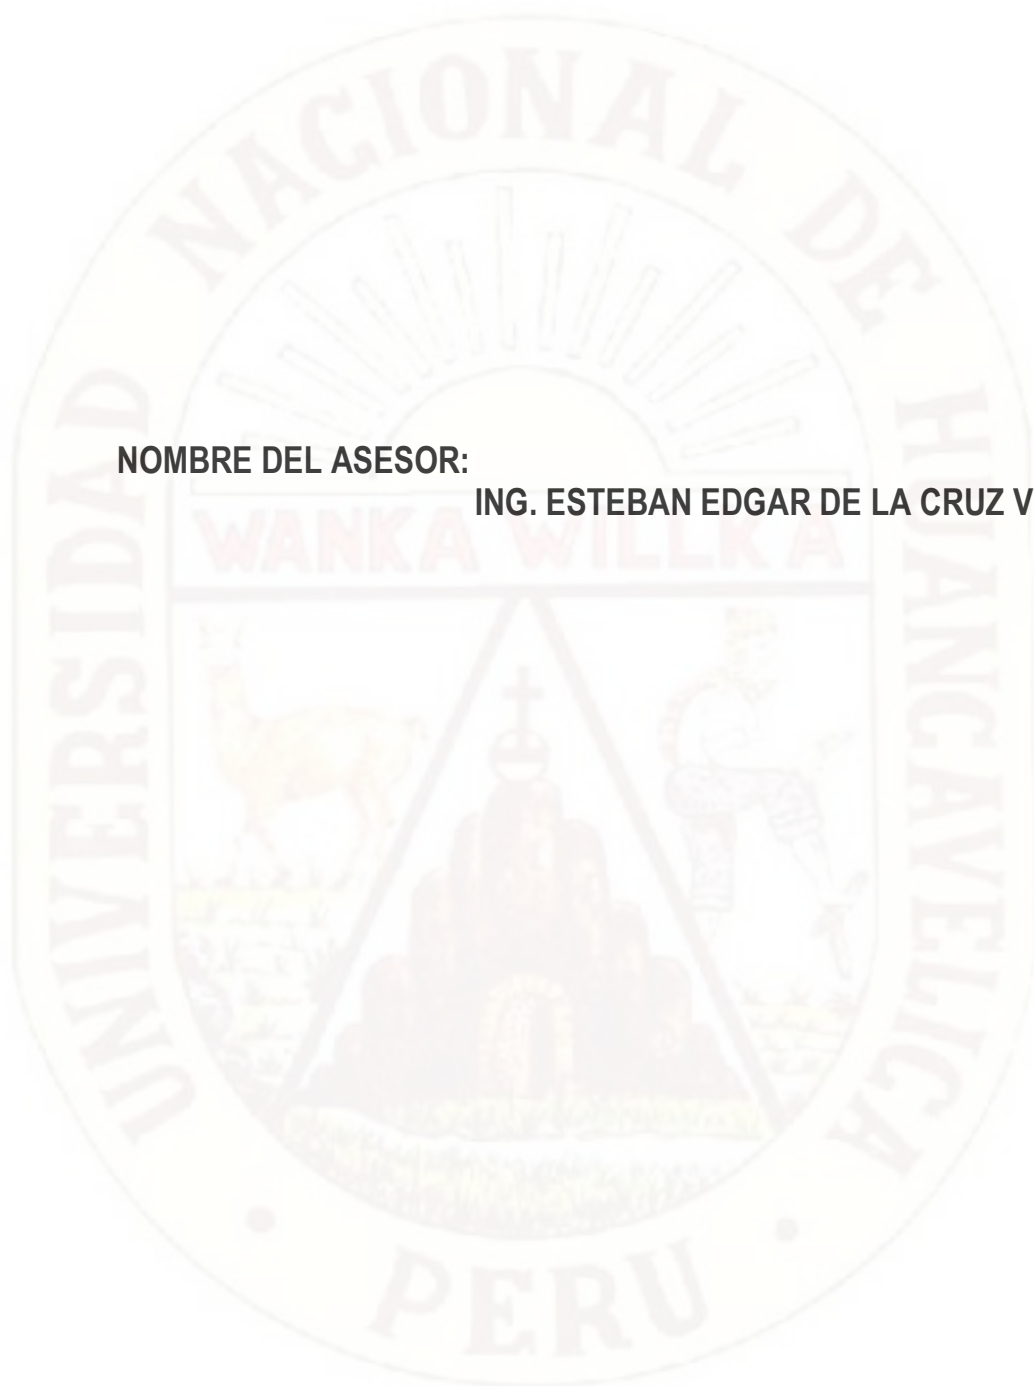 UNIVERSIDAD NACIONAL DE HUANCAVELICA
NOMBRE DEL ASESOR:
ING. ESTEBAN EDGAR DE LA CRUZ V
WANKA WILLKA
PERU